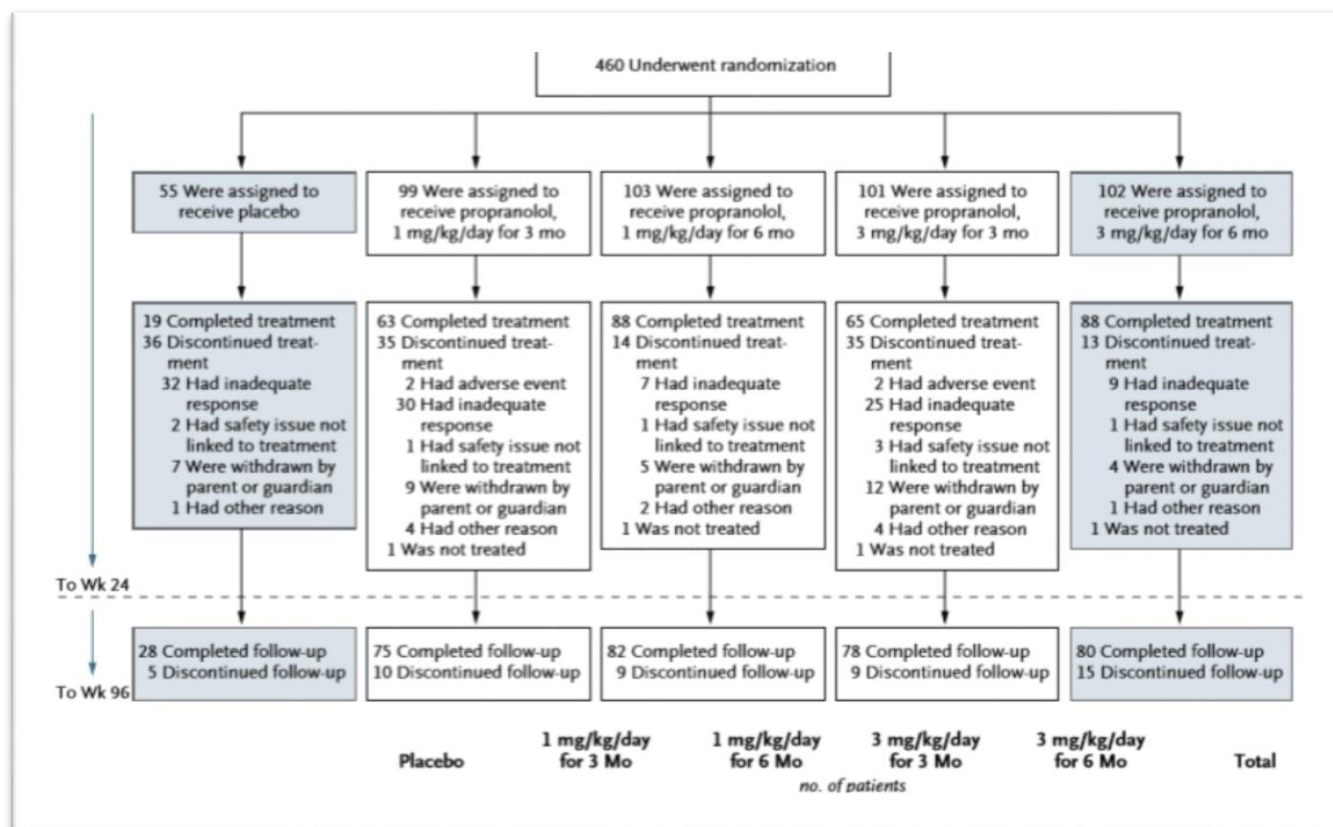 460 Underwent randomization
55 Were assigned to
receive placebo
99 Were assigned to
receive propranolol,
1 mg/kg/day for 3 mo
103 Were assigned to
receive propranolol,
1 mg/kg/day for 6 mo
101 Were assigned to
receive propranolol,
3 mg/kg/day for 3 mo
102 Were assigned to
receive propranolol,
3 mg/kg/day for 6 mo
19 Completed treatment
36 Discontinued treat-
ment
32 Had inadequate
response
2 Had safety issue not
linked to treatment
7 Were withdrawn by
parent or guardian
1 Had other reason
63 Completed treatment
35 Discontinued treat-
ment
2 Had adverse event
30 Had inadequate
response
1 Had safety issue not
linked to treatment
9 Were withdrawn by
parent or guardian
4 Had other reason
1 Was not treated
88 Completed treatment
14 Discontinued treat-
ment
7 Had inadequate
response
1 Had safety issue not
linked to treatment
5 Were withdrawn by
parent or guardian
2 Had other reason
1 Was not treated
65 Completed treatment
35 Discontinued treat-
ment
2 Had adverse event
25 Had inadequate
response
3 Had safety issue not
linked to treatment
12 Were withdrawn by
parent or guardian
4 Had other reason
1 Was not treated
88 Completed treatment
13 Discontinued treat-
ment
9 Had inadequate
response
1 Had safety issue not
linked to treatment
4 Were withdrawn by
parent or guardian
1 Had other reason
1 Was not treated
To Wk 24
28 Completed follow-up
5 Discontinued follow-up
75 Completed follow-up
10 Discontinued follow-up
82 Completed follow-up
9 Discontinued follow-up
78 Completed follow-up
9 Discontinued follow-up
80 Completed follow-up
15 Discontinued follow-up
To Wk 96
Placebo
1 mg/kg/day
for 3 Mo
1 mg/kg/day
for 6 Mo
3 mg/kg/day
for 3 Mo
3 mg/kg/day
for 6 Mo
Total
no. of patients